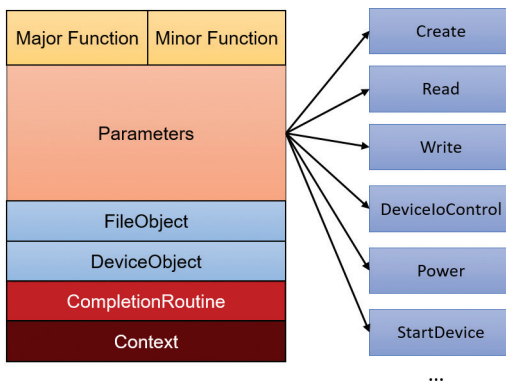 Major Function Minor Function
Parameters
FileObject
DeviceObject
CompletionRoutine
Context
Create
Read
Write
DeviceIoControl
Power
StartDevice
...